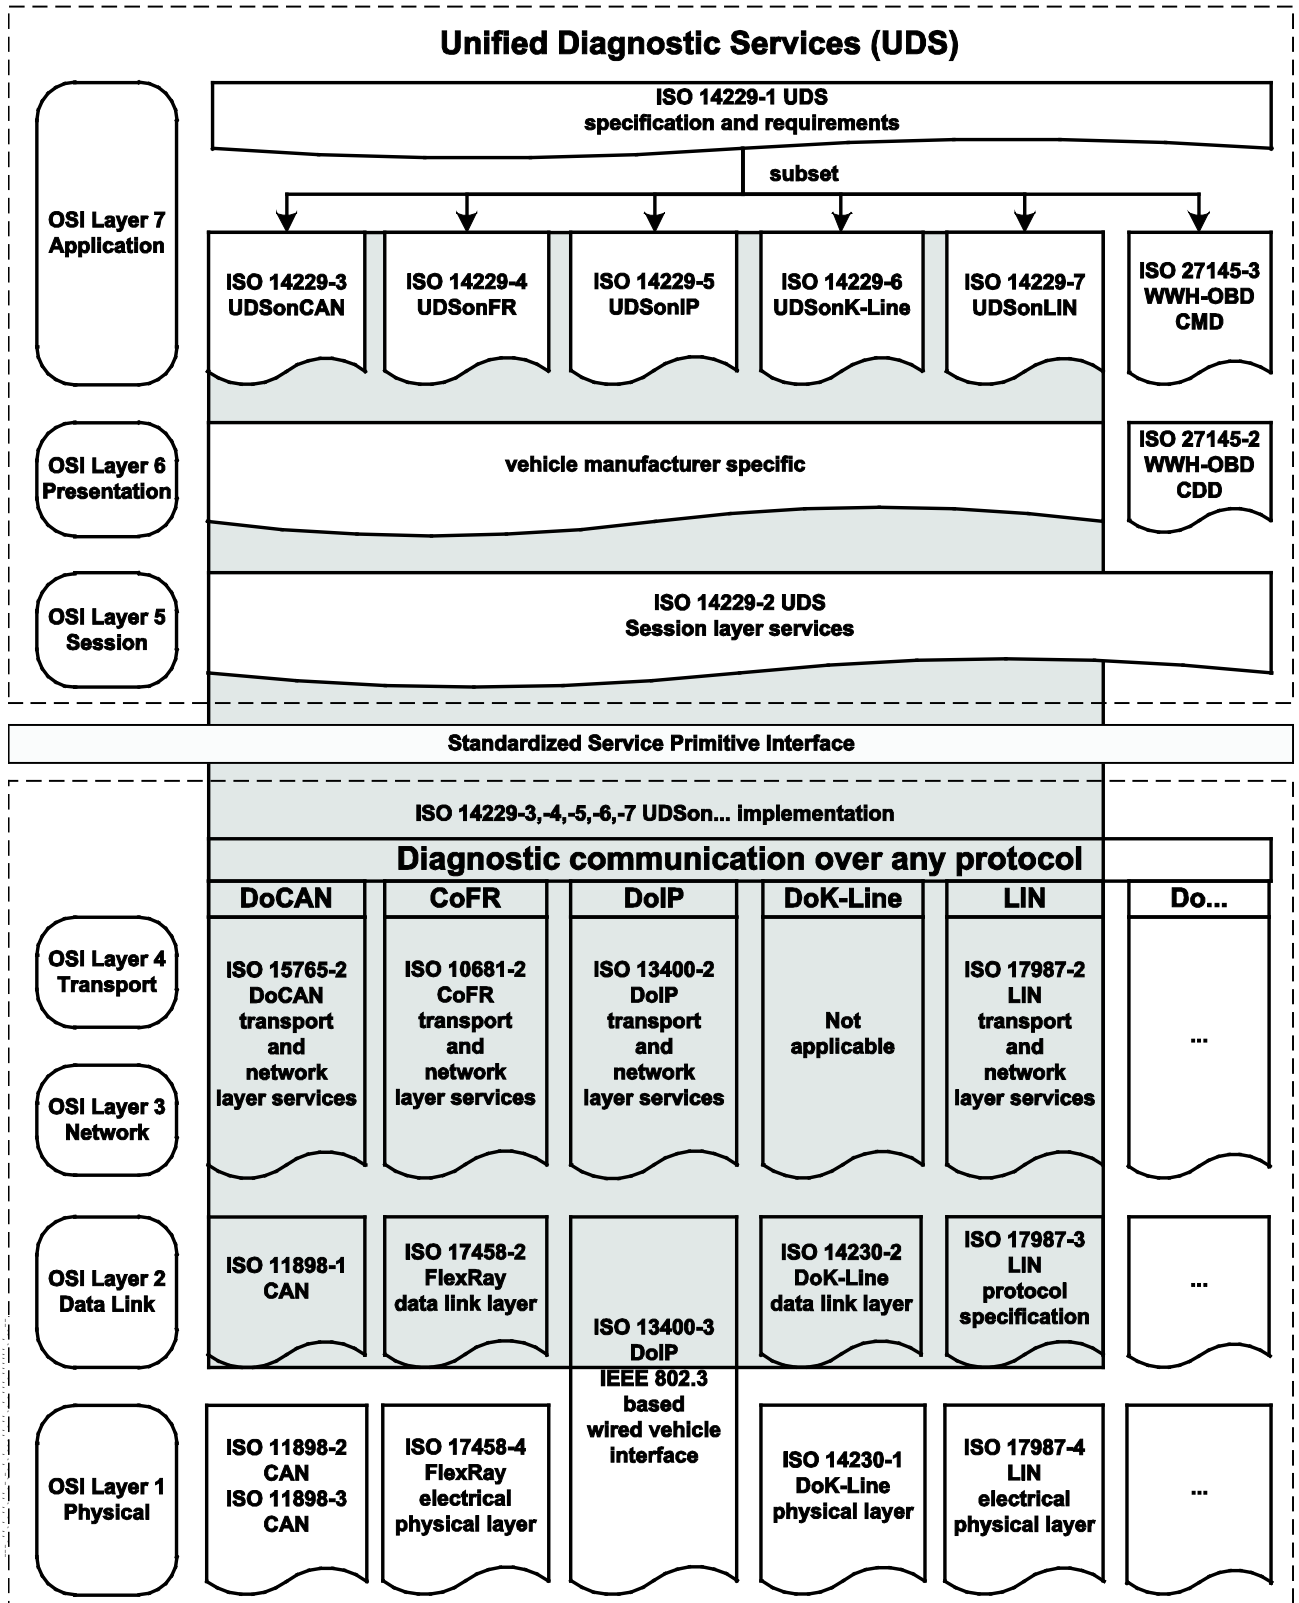 Unified Diagnostic Services (UDS)
OSI Layer 7
Application
ISO 14229-1 UDS
specification and requirements
subset
ISO 14229-3
UDSonCAN
ISO 14229-4
UDSonFR
ISO 14229-5
UDSonIP
ISO 14229-6
UDSonK-Line
ISO 14229-7
UDSonLIN
ISO 27145-3
WWH-OBD
CMD
OSI Layer 6
Presentation
vehicle manufacturer specific
ISO 27145-2
WWH-OBD
CDD
OSI Layer 5
Session
ISO 14229-2 UDS
Session layer services
Standardized Service Primitive Interface
ISO 14229-3,-4,-5,-6,-7 UDSon... implementation
Diagnostic communication over any protocol
DoCAN
CoFR
DoIP
DoK-Line
LIN
Do...
OSI Layer 4
Transport
OSI Layer 3
Network
ISO 15765-2
DoCAN
transport
and
network
layer services
ISO 10681-2
CoFR
transport
and
network
layer services
ISO 13400-2
DoIP
transport
and
network
layer services
Not
applicable
ISO 17987-2
LIN
transport
and
network
layer services
...
OSI Layer 2
Data Link
ISO 11898-1
CAN
ISO 17458-2
FlexRay
data link layer
ISO 13400-3
DoIP
IEEE 802.3
based
wired vehicle
interface
ISO 14230-2
DoK-Line
data link layer
ISO 17987-3
LIN
protocol
specification
...
OSI Layer 1
Physical
ISO 11898-2
CAN
ISO 11898-3
CAN
ISO 17458-4
FlexRay
electrical
physical layer
ISO 14230-1
DoK-Line
physical layer
ISO 17987-4
LIN
electrical
physical layer
...